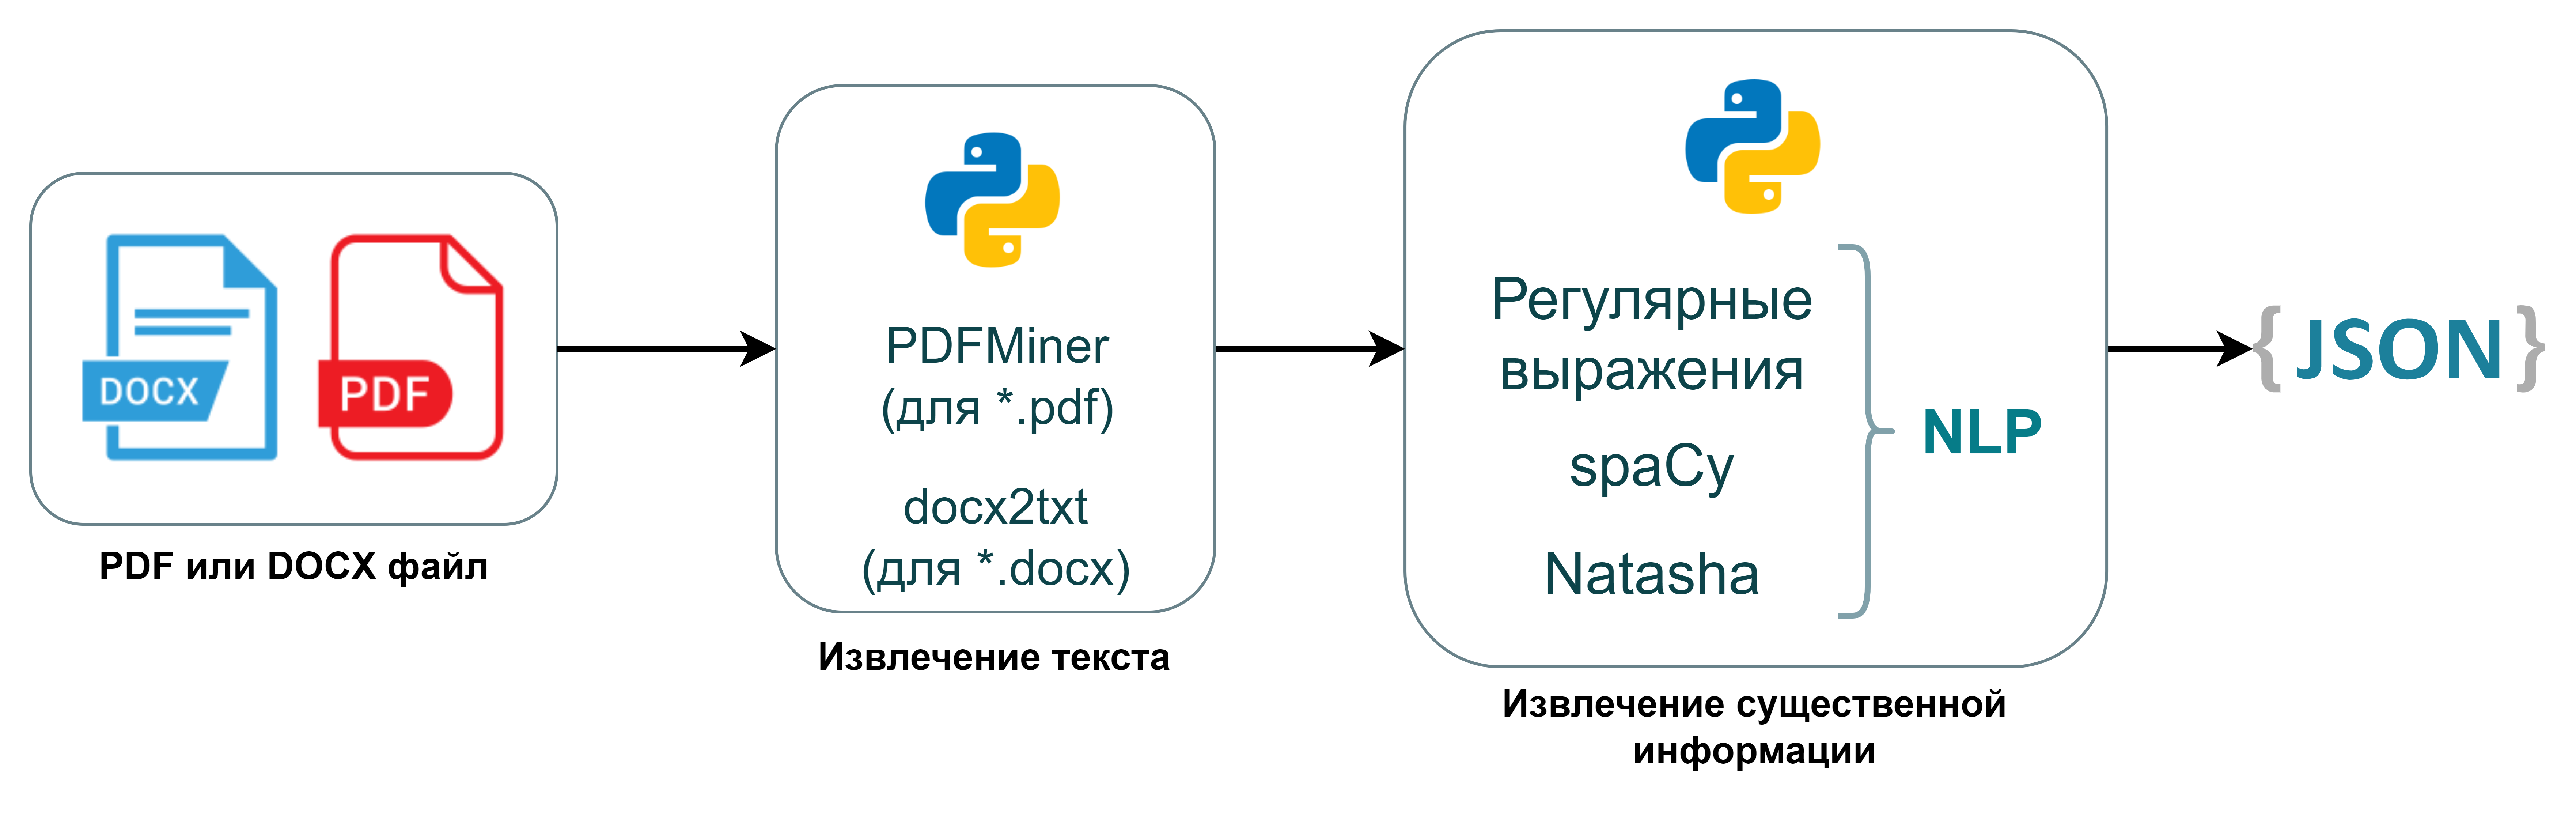 DOCX
PDF
PDF или DOCX файл
PDFMiner
(для *.pdf)
docx2txt
(для *.docx)
Извлечение текста
Регулярные
выражения
spaCy
Natasha
NLP
Извлечение существенной
информации
{ JSON }